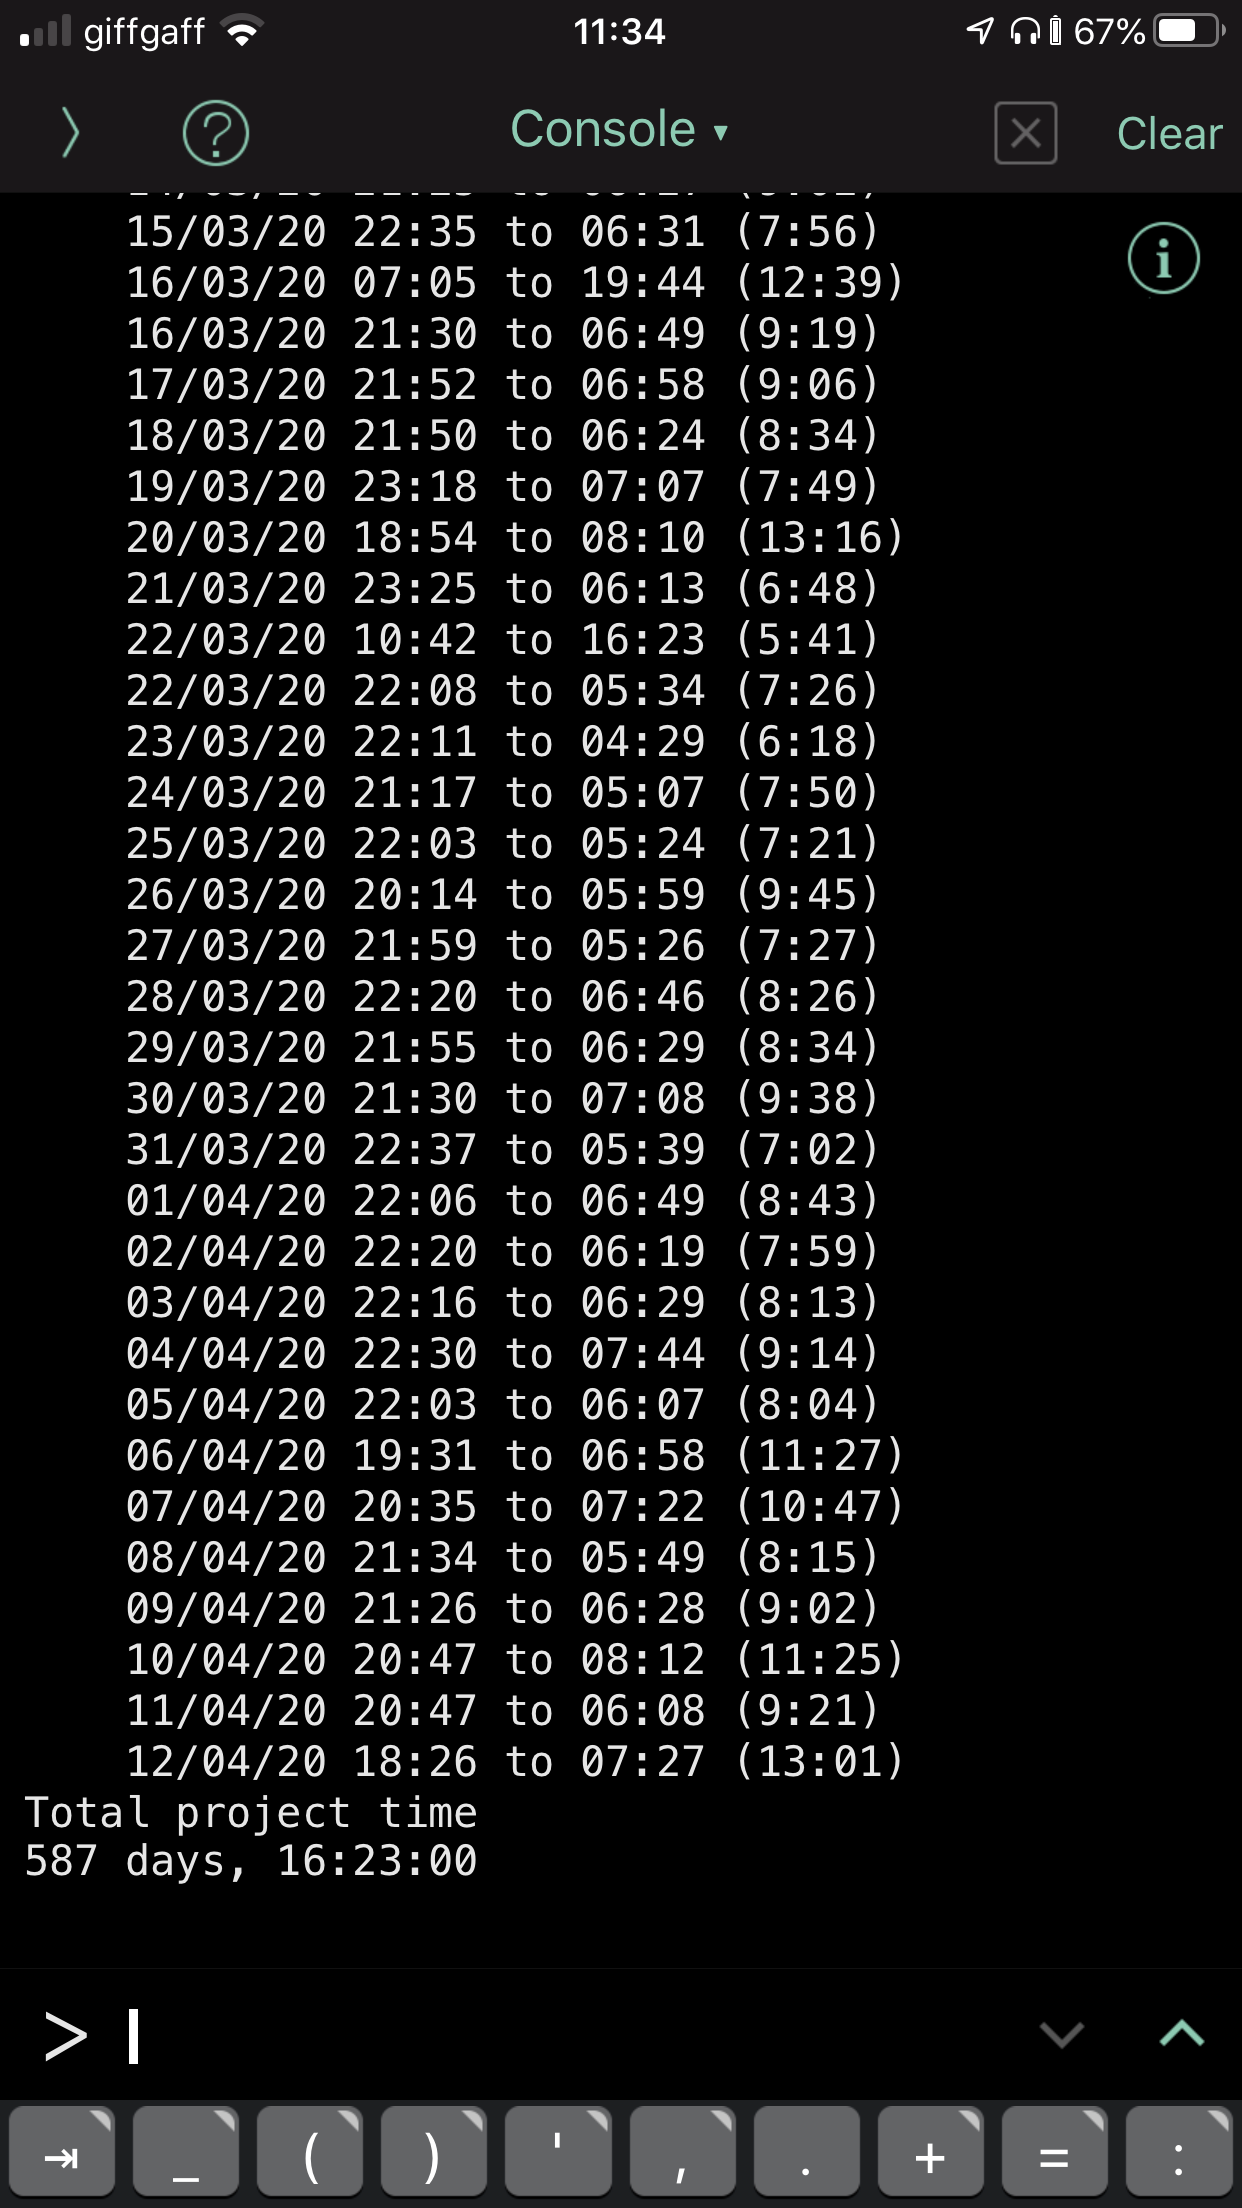 giffgaff 11:34 67%
Console ▾ Clear
15/03/20 22:35 to 06:31 (7:56)
16/03/20 07:05 to 19:44 (12:39)
16/03/20 21:30 to 06:49 (9:19)
17/03/20 21:52 to 06:58 (9:06)
18/03/20 21:50 to 06:24 (8:34)
19/03/20 23:18 to 07:07 (7:49)
20/03/20 18:54 to 08:10 (13:16)
21/03/20 23:25 to 06:13 (6:48)
22/03/20 10:42 to 16:23 (5:41)
22/03/20 22:08 to 05:34 (7:26)
23/03/20 22:11 to 04:29 (6:18)
24/03/20 21:17 to 05:07 (7:50)
25/03/20 22:03 to 05:24 (7:21)
26/03/20 20:14 to 05:59 (9:45)
27/03/20 21:59 to 05:26 (7:27)
28/03/20 22:20 to 06:46 (8:26)
29/03/20 21:55 to 06:29 (8:34)
30/03/20 21:30 to 07:08 (9:38)
31/03/20 22:37 to 05:39 (7:02)
01/04/20 22:06 to 06:49 (8:43)
02/04/20 22:20 to 06:19 (7:59)
03/04/20 22:16 to 06:29 (8:13)
04/04/20 22:30 to 07:44 (9:14)
05/04/20 22:03 to 06:07 (8:04)
06/04/20 19:31 to 06:58 (11:27)
07/04/20 20:35 to 07:22 (10:47)
08/04/20 21:34 to 05:49 (8:15)
09/04/20 21:26 to 06:28 (9:02)
10/04/20 20:47 to 08:12 (11:25)
11/04/20 20:47 to 06:08 (9:21)
12/04/20 18:26 to 07:27 (13:01)
Total project time
587 days, 16:23:00
>
⇥ _ ( ) ' , . + = :